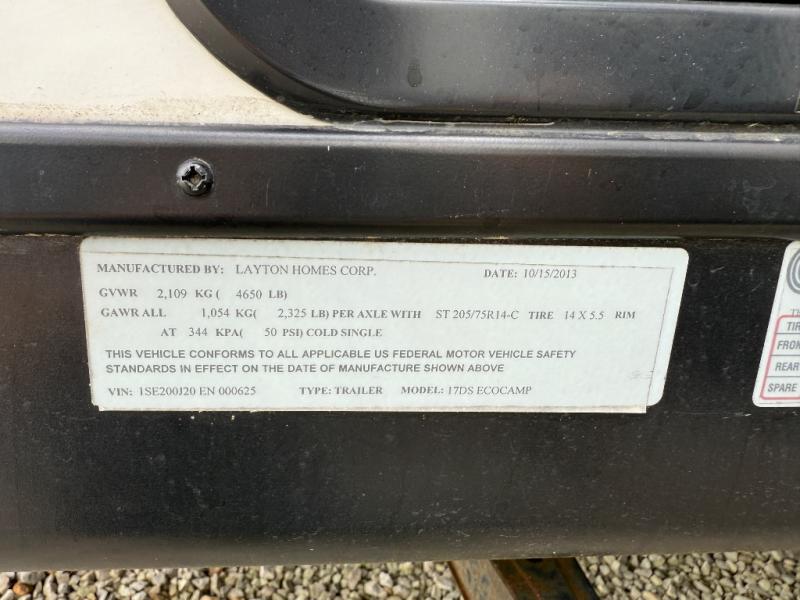 MANUFACTURED BY: LAYTON HOMES CORP. DATE: 10/15/2013
GVWR 2,109 KG ( 4650 LB)
GAWR ALL 1,054 KG( 2,325 LB) PER AXLE WITH ST 205/75R14-C TIRE 14 X 5.5 RIM
AT 344 KPA( 50 PSI) COLD SINGLE
THIS VEHICLE CONFORMS TO ALL APPLICABLE US FEDERAL MOTOR VEHICLE SAFETY
STANDARDS IN EFFECT ON THE DATE OF MANUFACTURE SHOWN ABOVE
VIN: 1SE200J20 EN 000625 TYPE: TRAILER MODEL: 17DS ECOCAMP
TIR
FRON
REAR
SPARE